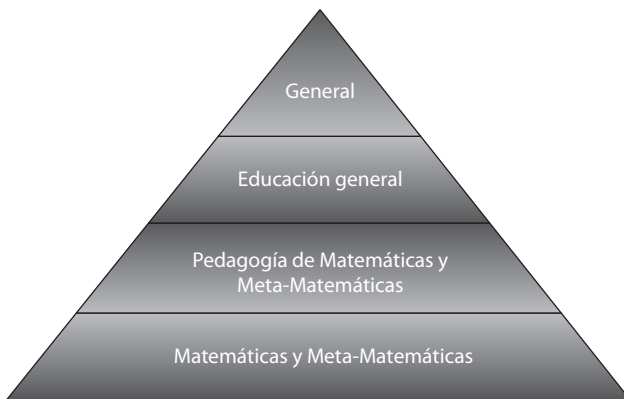 General
Educación general
Pedagogía de Matemáticas y
Meta-Matemáticas
Matemáticas y Meta-Matemáticas